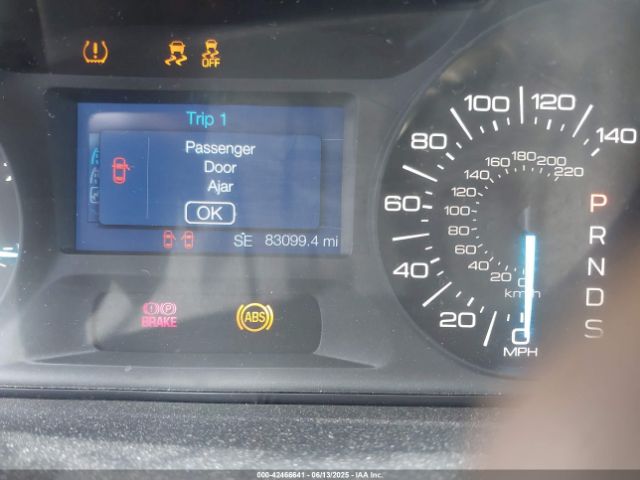 OFF
Trip 1
Passenger
Door
Ajar
OK
SE 83099.4 mi
BRAKE
ABS
0 20 40 60 80 100 120 140
0 20 40 60 80 100 120 140 160 180 200 220
km/h
MPH
P
R
N
D
S
000-42466641 - 06/13/2025 - IAAI.COM